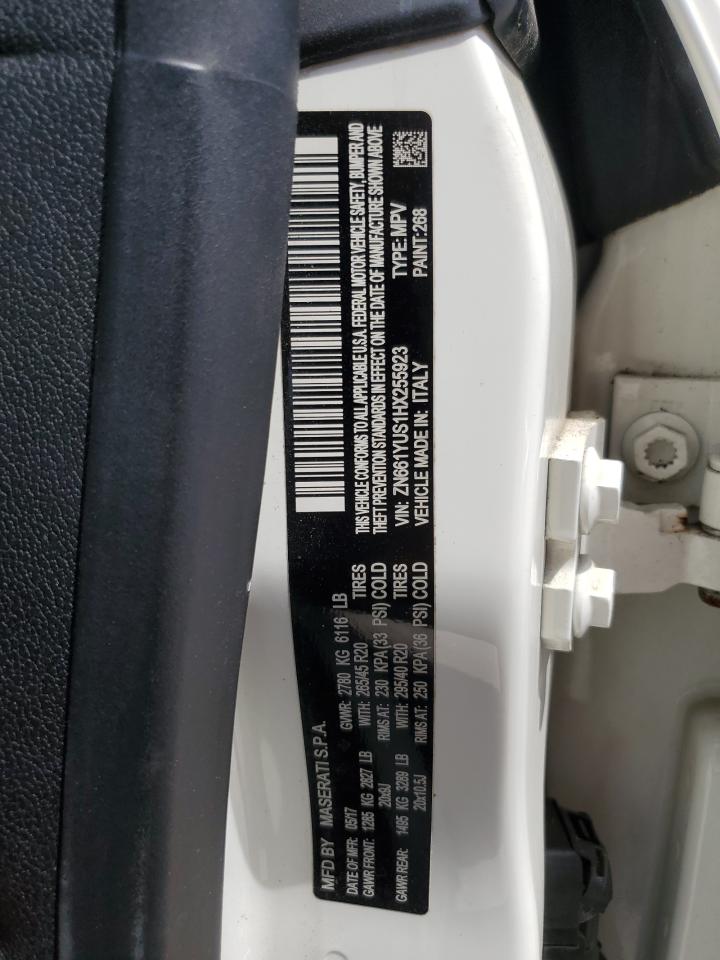 MFD BY MASERATI S.P.A.
DATE OF MFR: 05/17 GVWR: 2780 KG 6116 LB
GAWR FRONT: 1285 KG 2827 LB WITH: 265/45 R20 TIRES
20x9J RIMS AT: 230 KPA (33 PSI) COLD
GAWR REAR: 1495 KG 3289 LB WITH: 295/40 R20 TIRES
20x10.5J RIMS AT: 250 KPA (36 PSI) COLD
THIS VEHICLE CONFORMS TO ALL APPLICABLE U.S.A. FEDERAL MOTOR VEHICLE SAFETY, BUMPER AND
THEFT PREVENTION STANDARDS IN EFFECT ON THE DATE OF MANUFACTURE SHOWN ABOVE
VIN: ZN661YUS1HX255923 TYPE: MPV
VEHICLE MADE IN: ITALY PAINT: 268